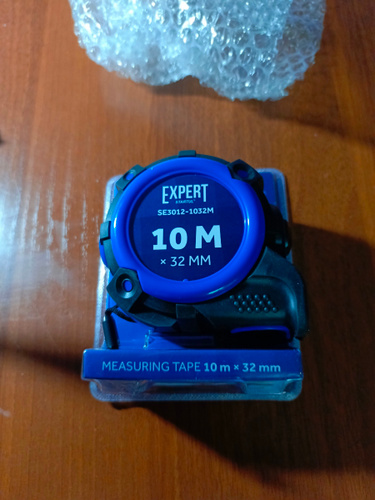 EXPERT
SE3012-1032M
10 M
× 32 MM
MEASURING TAPE 10 m × 32 mm